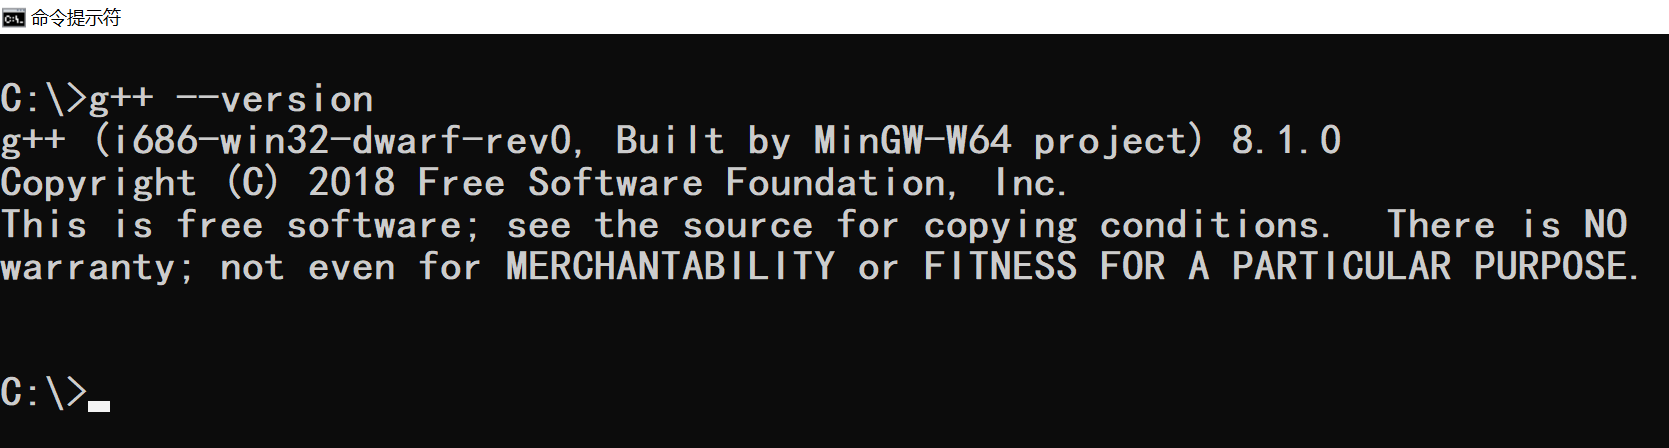 命令提示符
C:\>g++ --version
g++ (i686-win32-dwarf-rev0, Built by MinGW-W64 project) 8.1.0
Copyright (C) 2018 Free Software Foundation, Inc.
This is free software; see the source for copying conditions.  There is NO
warranty; not even for MERCHANTABILITY or FITNESS FOR A PARTICULAR PURPOSE.
C:\>